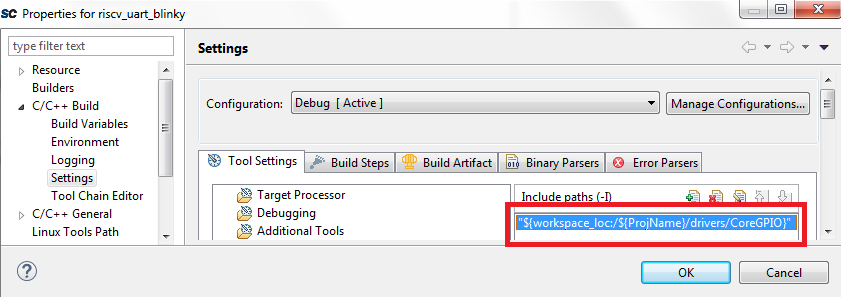 SC Properties for riscv_uart_blinky
type filter text
Resource
Builders
C/C++ Build
Build Variables
Environment
Logging
Settings
Tool Chain Editor
C/C++ General
Linux Tools Path
Settings
Configuration: Debug [ Active ] Manage Configurations...
Tool Settings Build Steps Build Artifact Binary Parsers Error Parsers
Target Processor
Debugging
Additional Tools
Include paths (-I)
"${workspace_loc:/${ProjName}/drivers/CoreGPIO}"
? OK Cancel